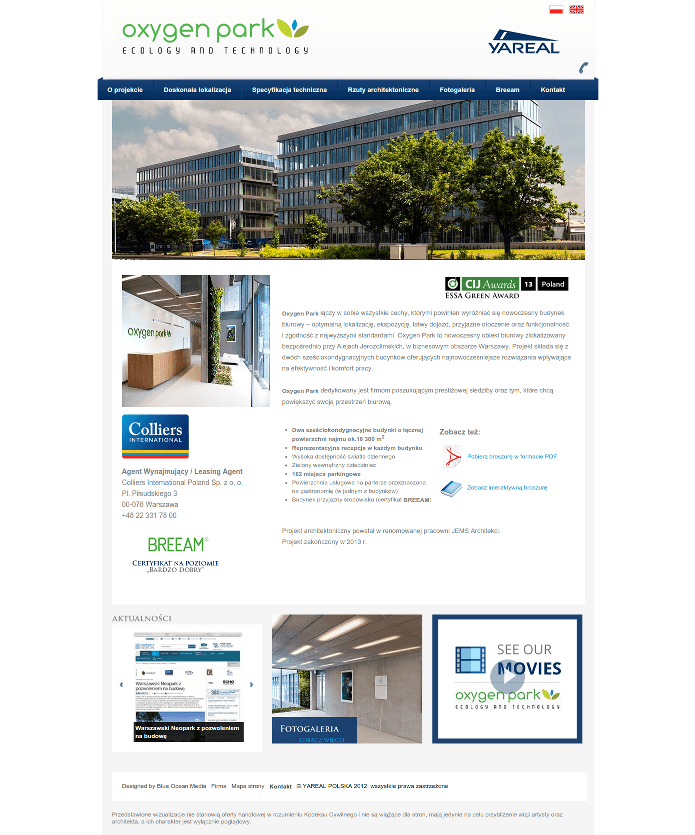 oxygen park
ECOLOGY AND TECHNOLOGY
YAREAL
O projekcie Doskonała lokalizacja Specyfikacja techniczna Rzuty architektoniczne Fotogaleria Breeam Kontakt
oxygen park
CIJ Awards 13 Poland
ESSA GREEN AWARD
Oxygen Park łączy w sobie wszystkie cechy, którymi powinien wyróżniać się nowoczesny budynek
biurowy – optymalną lokalizację, ekspozycję, łatwy dojazd, przyjazne otoczenie oraz funkcjonalność
i zgodność z najwyższymi standardami. Oxygen Park to nowoczesny obiekt biurowy zlokalizowany
bezpośrednio przy Alejach Jerozolimskich, w biznesowym obszarze Warszawy. Projekt składa się z
dwóch sześciokondygnacyjnych budynków oferujących najnowocześniejsze rozwiązania wpływające
na efektywność i komfort pracy.
Oxygen Park dedykowany jest firmom poszukującym prestiżowej siedziby oraz tym, które chcą
powiększyć swoją przestrzeń biurową.
Colliers
INTERNATIONAL
Agent Wynajmujący / Leasing Agent
Colliers International Poland Sp. z o. o.
Pl. Piłsudskiego 3
00-078 Warszawa
+48 22 331 78 00
BREEAM®
CERTYFIKAT NA POZIOMIE
„BARDZO DOBRY”
Dwa sześciokondygnacyjne budynki o łącznej
powierzchni najmu ok.18 300 m2
Reprezentacyjna recepcja w każdym budynku
Wysoka dostępność światła dziennego
Zielony wewnętrzny dziedziniec
162 miejsca parkingowe
Powierzchnia usługowa na parterze przeznaczona
na gastronomię (w jednym z budynków)
Budynek przyjazny środowisku (certyfikat BREEAM)
Zobacz też:
Pobierz broszurę w formacie PDF
Zobacz interaktywną broszurę
Projekt architektoniczny powstał w renomowanej pracowni JEMS Architekci.
Projekt zakończony w 2013 r.
AKTUALNOŚCI
Warszawski Neopark z
pozwoleniem na budowę
Warszawski Neopark z pozwoleniem
na budowę
FOTOGALERIA
ZOBACZ WIĘCEJ
SEE OUR
MOVIES
oxygen park
ECOLOGY AND TECHNOLOGY
Designed by Blue Ocean Media Firma Mapa strony Kontakt © YAREAL POLSKA 2012. wszystkie prawa zastrzeżone
Przedstawione wizualizacje nie stanowią oferty handlowej w rozumieniu Kodeksu Cywilnego i nie są wiążące dla stron, mają jedynie na celu przybliżenie wizji artysty oraz
architekta, a ich charakter jest wyłącznie poglądowy.